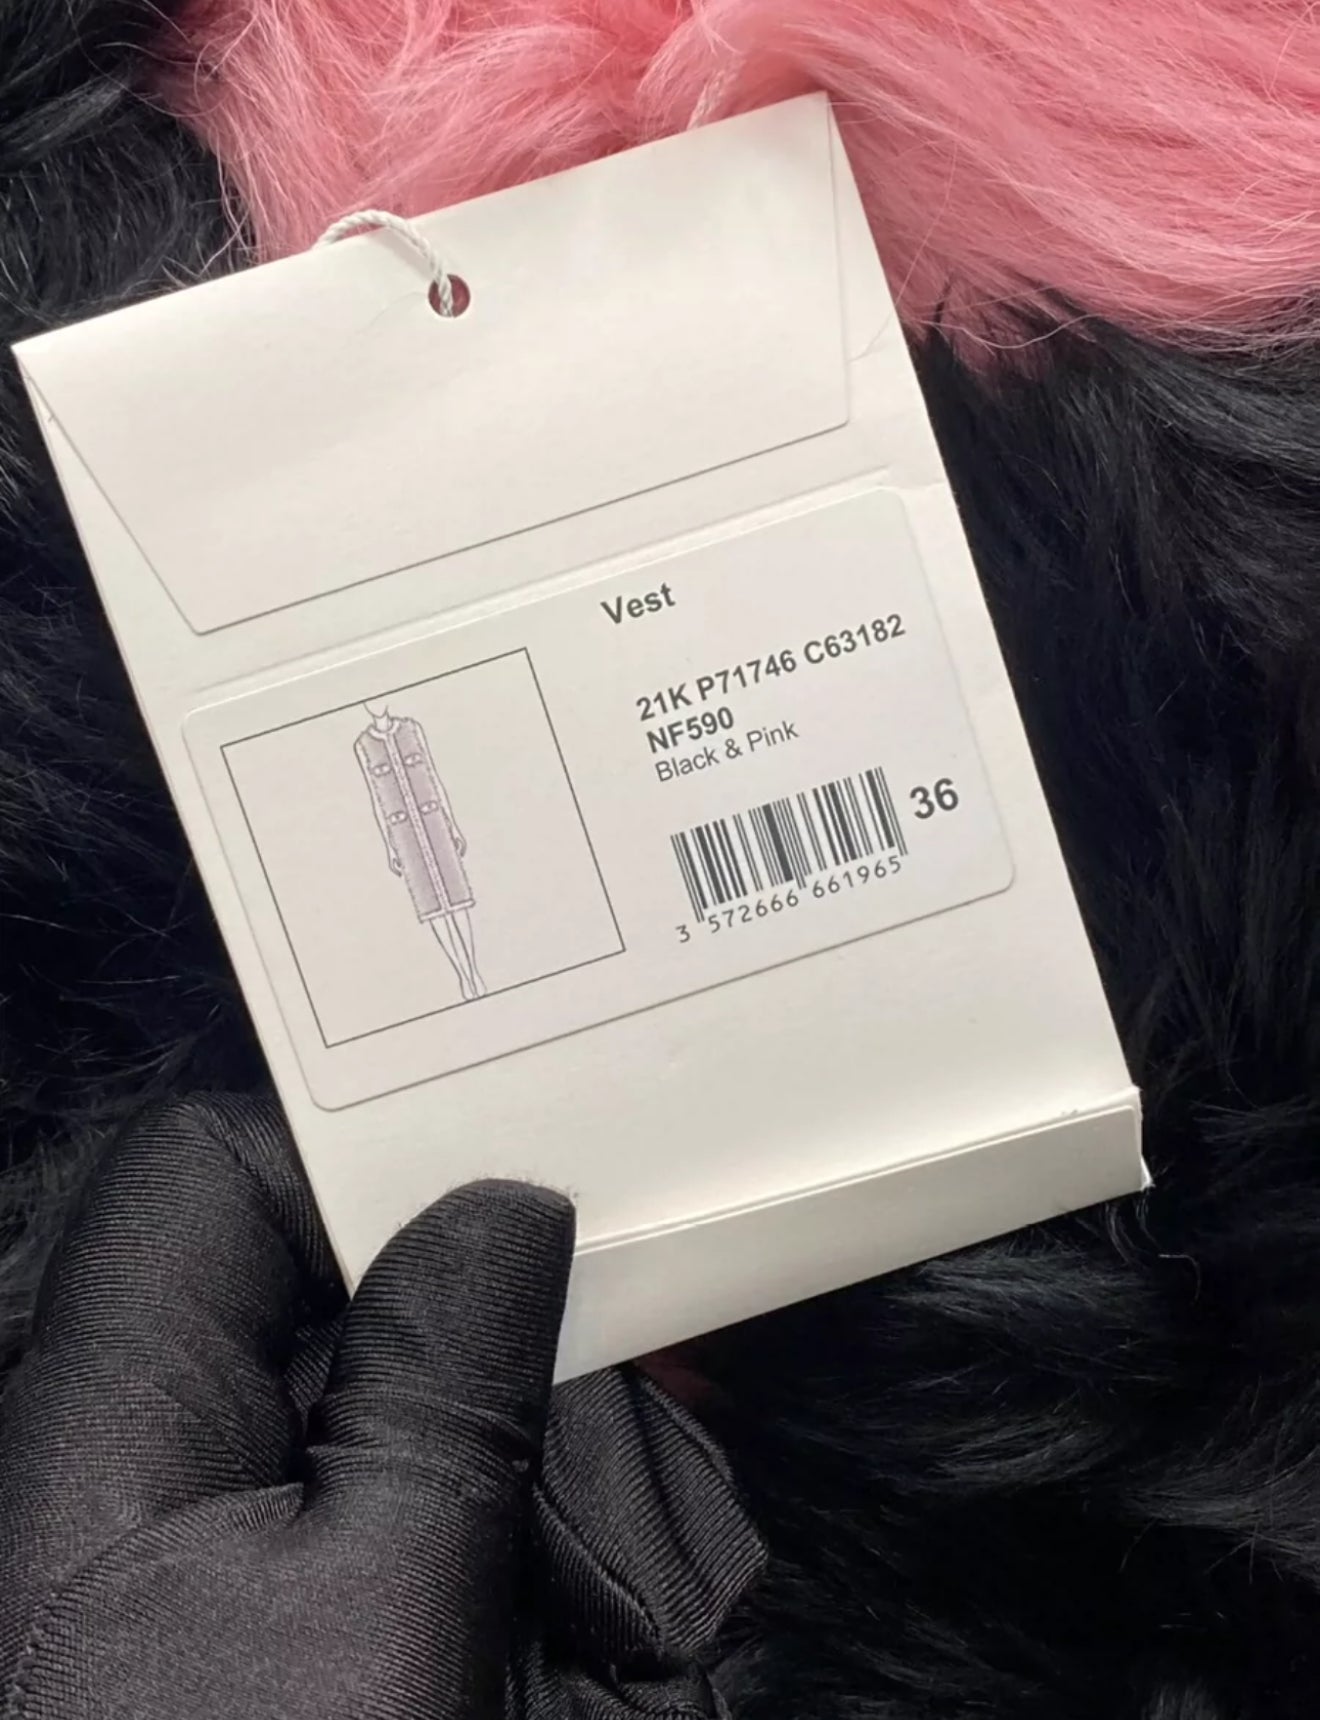 Vest
21K P71746 C63182
NF590
Black & Pink
36
3 572666 661965